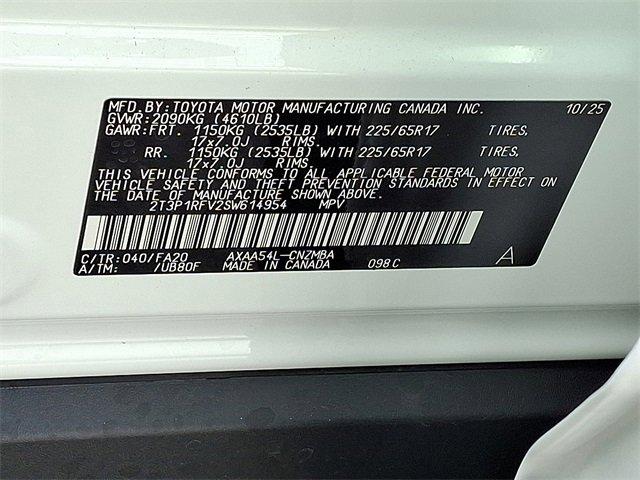 MFD.BY:TOYOTA MOTOR MANUFACTURING CANADA INC. 10/25
GVWR:2090KG (4610LB)
GAWR:FRT. 1150KG (2535LB) WITH 225/65R17 TIRES,
17x7.0J RIMS.
RR. 1150KG (2535LB) WITH 225/65R17 TIRES,
17x7.0J RIMS.
THIS VEHICLE CONFORMS TO ALL APPLICABLE FEDERAL MOTOR
VEHICLE SAFETY AND THEFT PREVENTION STANDARDS IN EFFECT ON
THE DATE OF MANUFACTURE SHOWN ABOVE.
2T3P1RFV2SW614954 MPV
C/TR:040/FA20 AXAA54L-CNZMBA
A/TM: /UB80F MADE IN CANADA 098C A